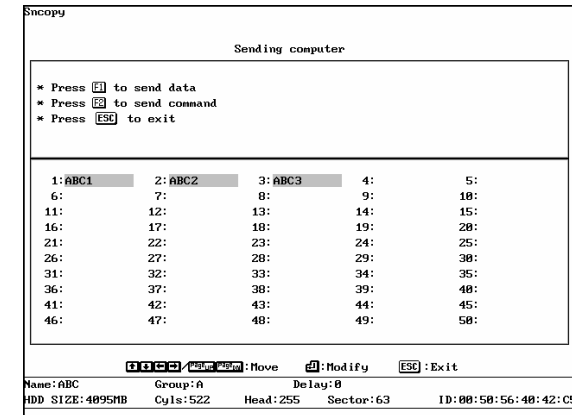 Sncopy
Sending computer
* Press F1 to send data
* Press F2 to send command
* Press ESC to exit
1:ABC1 2:ABC2 3:ABC3 4: 5:
6: 7: 8: 9: 10:
11: 12: 13: 14: 15:
16: 17: 18: 19: 20:
21: 22: 23: 24: 25:
26: 27: 28: 29: 30:
31: 32: 33: 34: 35:
36: 37: 38: 39: 40:
41: 42: 43: 44: 45:
46: 47: 48: 49: 50:
↑↓←→/PgUp PgDn:Move ↵:Modify ESC:Exit
Name:ABC Group:A Delay:0
HDD SIZE:4095MB Cyls:522 Head:255 Sector:63 ID:00:50:56:40:42:C